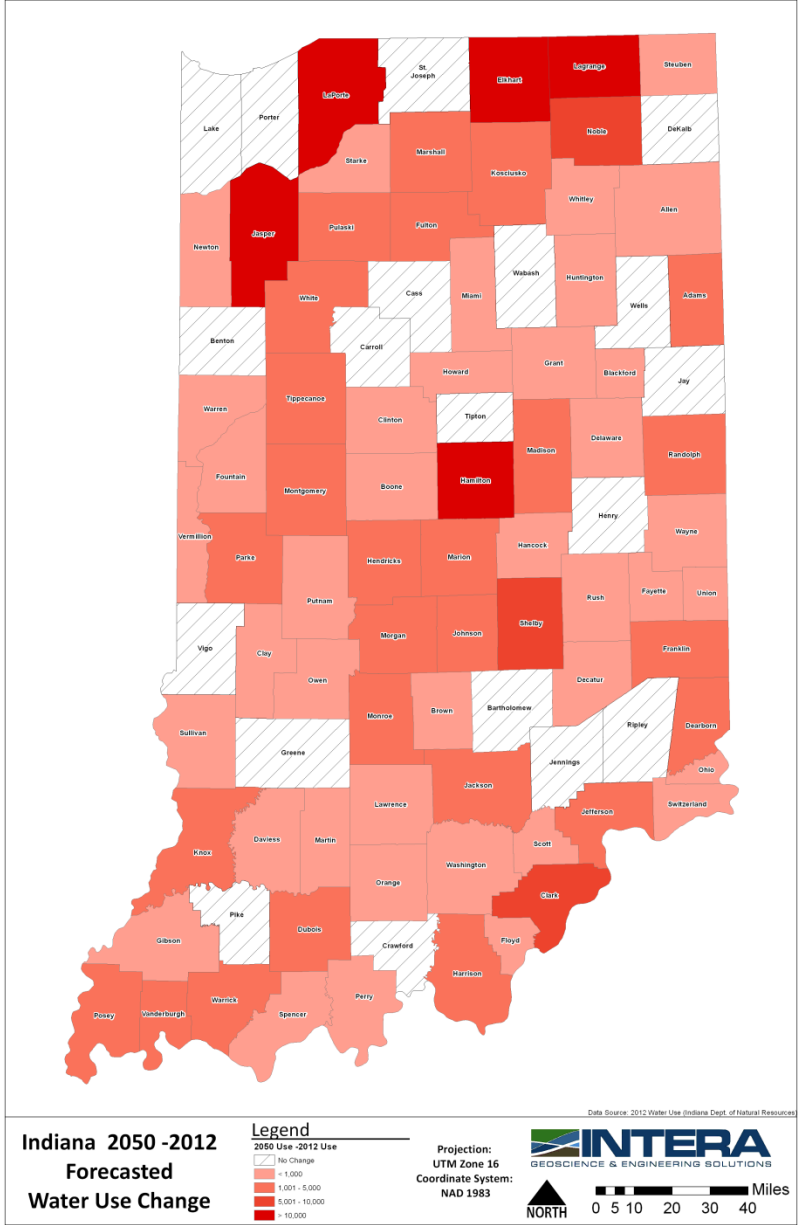 St.
Joseph
Elkhart
Lagrange
Steuben
LaPorte
Lake
Porter
Noble
DeKalb
Starke
Marshall
Kosciusko
Whitley
Allen
Newton
Jasper
Pulaski
Fulton
Wabash
Huntington
White
Cass
Miami
Wells
Adams
Benton
Carroll
Howard
Grant
Blackford
Jay
Warren
Tippecanoe
Clinton
Tipton
Delaware
Madison
Randolph
Fountain
Montgomery
Boone
Hamilton
Henry
Vermillion
Parke
Hendricks
Marion
Hancock
Wayne
Putnam
Rush
Fayette
Union
Vigo
Clay
Morgan
Johnson
Shelby
Franklin
Owen
Decatur
Sullivan
Monroe
Brown
Bartholomew
Ripley
Dearborn
Greene
Jennings
Ohio
Jackson
Lawrence
Jefferson
Switzerland
Knox
Daviess
Martin
Scott
Washington
Orange
Clark
Pike
Dubois
Gibson
Crawford
Floyd
Harrison
Posey
Vanderburgh
Warrick
Spencer
Perry
Data Source: 2012 Water Use (Indiana Dept. of Natural Resources)
Indiana 2050 -2012
Forecasted
Water Use Change
Legend
2050 Use -2012 Use
No Change
< 1,000
1,001 - 5,000
5,001 - 10,000
> 10,000
Projection:
UTM Zone 16
Coordinate System:
NAD 1983
INTERA
GEOSCIENCE & ENGINEERING SOLUTIONS
NORTH
Miles
0 5 10 20 30 40